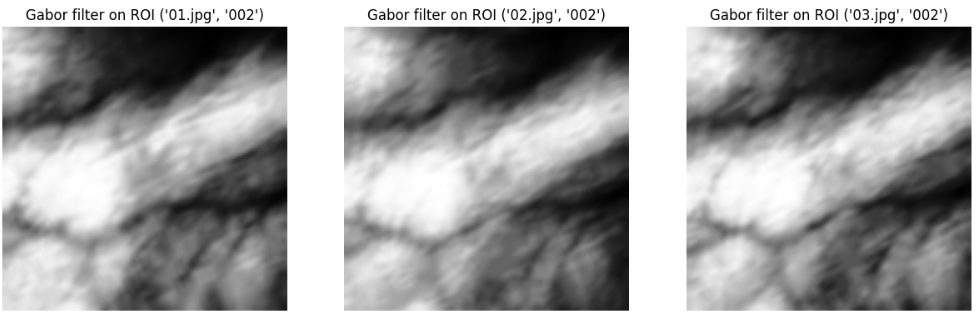 Gabor filter on ROI ('01.jpg', '002')
Gabor filter on ROI ('02.jpg', '002')
Gabor filter on ROI ('03.jpg', '002')